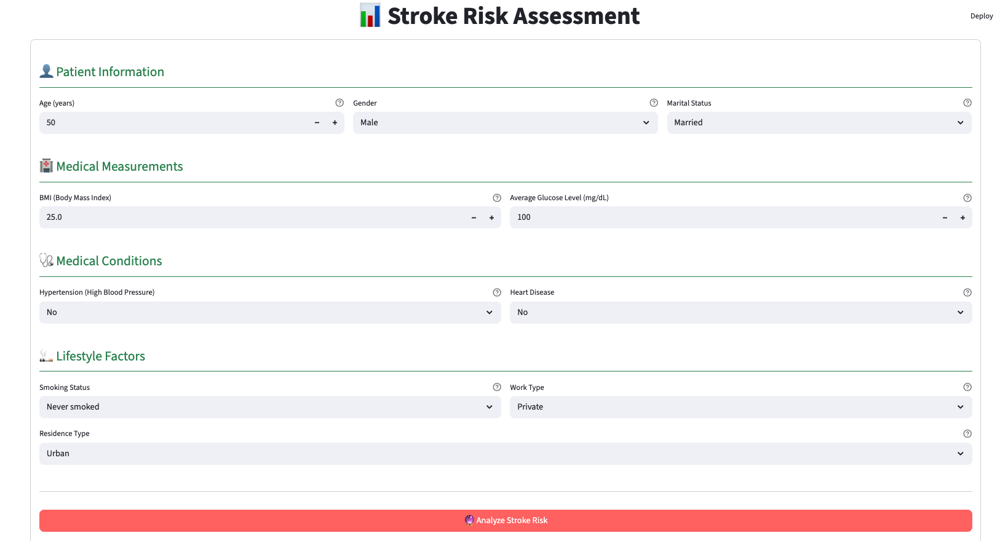 Stroke Risk Assessment
Deploy
Patient Information
Age (years)
50
Gender
Male
Marital Status
Married
Medical Measurements
BMI (Body Mass Index)
25.0
Average Glucose Level (mg/dL)
100
Medical Conditions
Hypertension (High Blood Pressure)
No
Heart Disease
No
Lifestyle Factors
Smoking Status
Never smoked
Work Type
Private
Residence Type
Urban
Analyze Stroke Risk